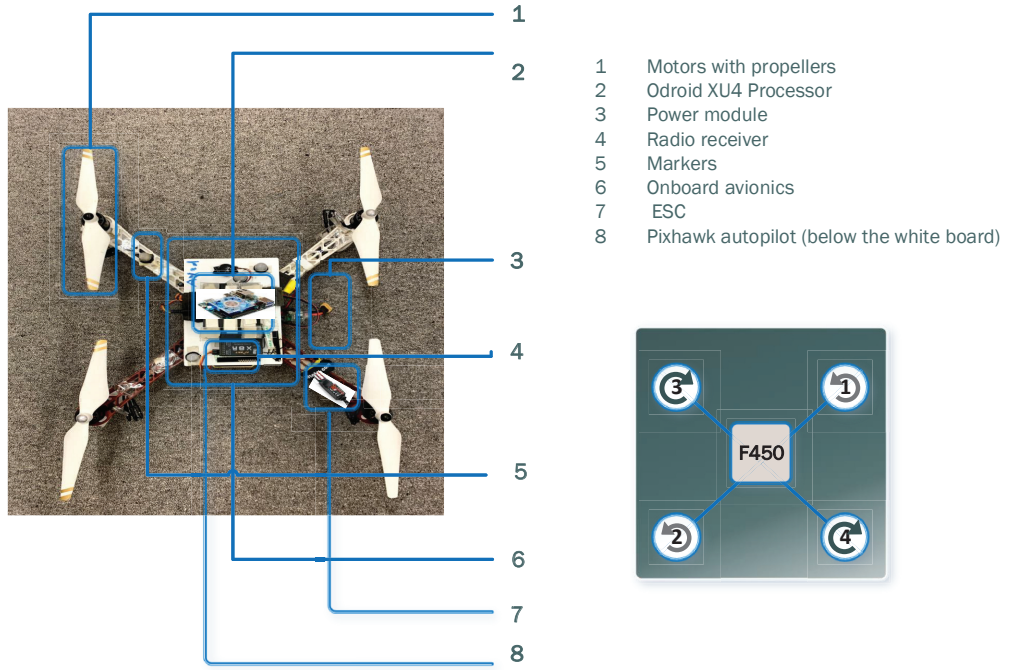 1
2
3
4
5
6
7
8
1 Motors with propellers
2 Odroid XU4 Processor
3 Power module
4 Radio receiver
5 Markers
6 Onboard avionics
7 ESC
8 Pixhawk autopilot (below the white board)
3 1
F450
2 4